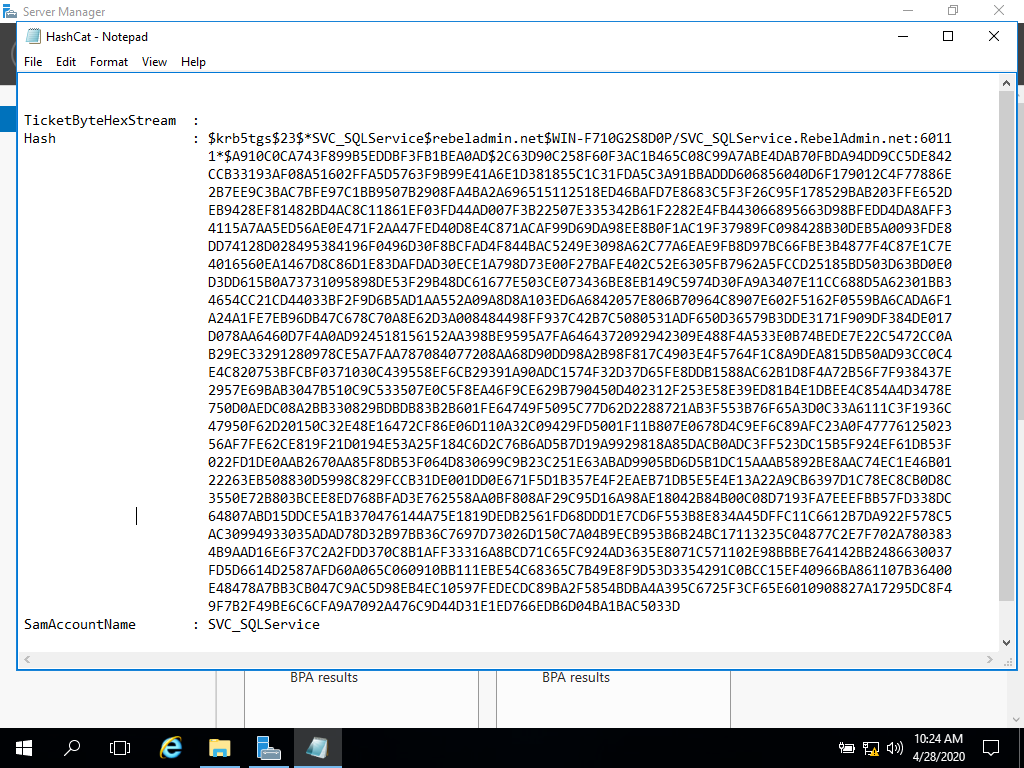 Server Manager
HashCat - Notepad
File Edit Format View Help
TicketByteHexStream :
Hash : $krb5tgs$23$*SVC_SQLService$rebeladmin.net$WIN-F710G2S8D0P/SVC_SQLService.RebelAdmin.net:6011
1*$A910C0CA743F899B5EDDBF3FB1BEA0AD$2C63D90C258F60F3AC1B465C08C99A7ABE4DAB70FBDA94DD9CC5DE842
CCB33193AF08A51602FFA5D5763F9B99E41A6E1D381855C1C31FDA5C3A91BBADDD606856040D6F179012C4F77886E
2B7EE9C3BAC7BFE97C1BB9507B2908FA4BA2A696515112518ED46BAFD7E8683C5F3F26C95F178529BAB203FFE652D
EB9428EF81482BD4AC8C11861EF03FD44AD007F3B22507E335342B61F2282E4FB443066895663D98BFEDD4DA8AFF3
4115A7AA5ED56AE0E471F2AA47FED40D8E4C871ACAF99D69DA98EE8B0F1AC19F37989FC098428B30DEB5A0093FDE8
DD74128D028495384196F0496D30F8BCFAD4F844BAC5249E3098A62C77A6EAE9FB8D97BC66FBE3B4877F4C87E1C7E
4016560EA1467D8C86D1E83DAFDAD30ECE1A798D73E00F27BAFE402C52E6305FB7962A5FCCD25185BD503D63BD0E0
D3DD615B0A73731095898DE53F29B48DC61677E503CE073436BE8EB149C5974D30FA9A3407E11CC688D5A62301BB3
4654CC21CD44033BF2F9D6B5AD1AA552A09A8D8A103ED6A6842057E806B70964C8907E602F5162F0559BA6CADA6F1
A24A1FE7EB96DB47C678C70A8E62D3A008484498FF937C42B7C5080531ADF650D36579B3DDE3171F909DF384DE017
D078AA6460D7F4A0AD924518156152AA398BE9595A7FA6464372092942309E488F4A533E0B74BEDE7E22C5472CC0A
B29EC33291280978CE5A7FAA787084077208AA68D90DD98A2B98F817C4903E4F5764F1C8A9DEA815DB50AD93CC0C4
E4C820753BFCBF0371030C439558EF6CB29391A90ADC1574F32D37D65FE8DDB1588AC62B1D8F4A72B56F7F938437E
2957E69BAB3047B510C9C533507E0C5F8EA46F9CE629B790450D402312F253E58E39ED81B4E1DBEE4C854A4D3478E
750D0AEDC08A2BB330829BDBDB83B2B601FE64749F5095C77D62D2288721AB3F553B76F65A3D0C33A6111C3F1936C
47950F62D20150C32E48E16472CF86E06D110A32C09429FD5001F11B807E0678D4C9EF6C89AFC23A0F47776125023
56AF7FE62CE819F21D0194E53A25F184C6D2C76B6AD5B7D19A9929818A85DACB0ADC3FF523DC15B5F924EF61DB53F
022FD1DE0AAB2670AA85F8DB53F064D830699C9B23C251E63ABAD9905BD6D5B1DC15AAAB5892BE8AAC74EC1E46B01
22263EB508830D5998C829FCCB31DE001DD0E671F5D1B357E4F2EAEB71DB5E5E4E13A22A9CB6397D1C78EC8CB0D8C
3550E72B803BCEE8ED768BFAD3E762558AA0BF808AF29C95D16A98AE18042B84B00C08D7193FA7EEEFBB57FD338DC
64807ABD15DDCE5A1B370476144A75E1819DEDB2561FD68DDD1E7CD6F553B8E834A45DFFC11C6612B7DA922F578C5
AC30994933035ADAD78D32B97BB36C7697D73026D150C7A04B9ECB953B6B24BC17113235C04877C2E7F702A780383
4B9AAD16E6F37C2A2FDD370C8B1AFF33316A8BCD71C65FC924AD3635E8071C571102E98BBBE764142BB2486630037
FD5D6614D2587AFD60A065C060910BB111EBE54C68365C7B49E8F9D53D3354291C0BCC15EF40966BA861107B36400
E48478A7BB3CB047C9AC5D98EB4EC10597FEDECDC89BA2F5854BDBA4A395C6725F3CF65E6010908827A17295DC8F4
9F7B2F49BE6C6CFA9A7092A476C9D44D31E1ED766EDB6D04BA1BAC5033D
SamAccountName : SVC_SQLService
BPA results BPA results
10:24 AM
4/28/2020